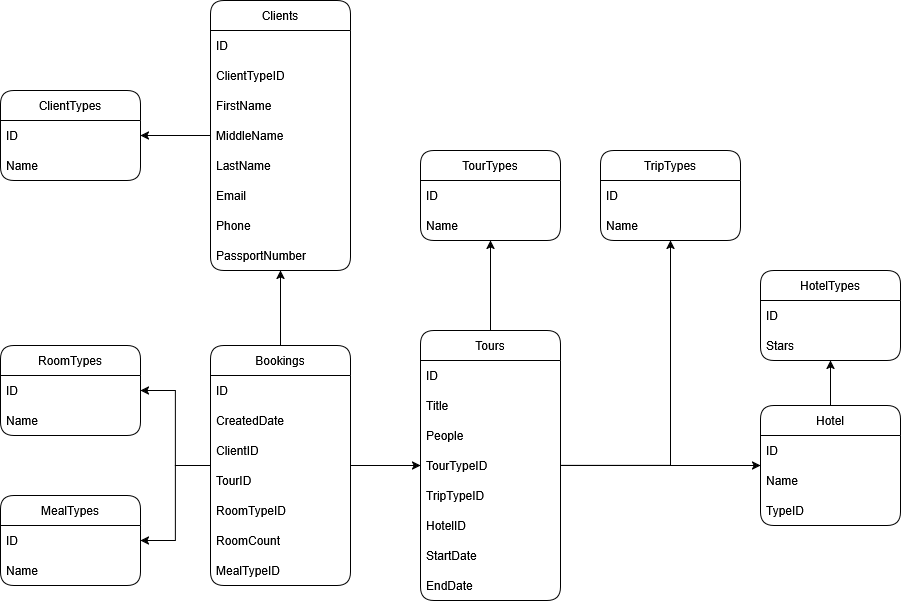 Clients
ID
ClientTypeID
FirstName
MiddleName
LastName
Email
Phone
PassportNumber
ClientTypes
ID
Name
TourTypes
ID
Name
TripTypes
ID
Name
HotelTypes
ID
Stars
RoomTypes
ID
Name
Bookings
ID
CreatedDate
ClientID
TourID
RoomTypeID
RoomCount
MealTypeID
Tours
ID
Title
People
TourTypeID
TripTypeID
HotelID
StartDate
EndDate
Hotel
ID
Name
TypeID
MealTypes
ID
Name